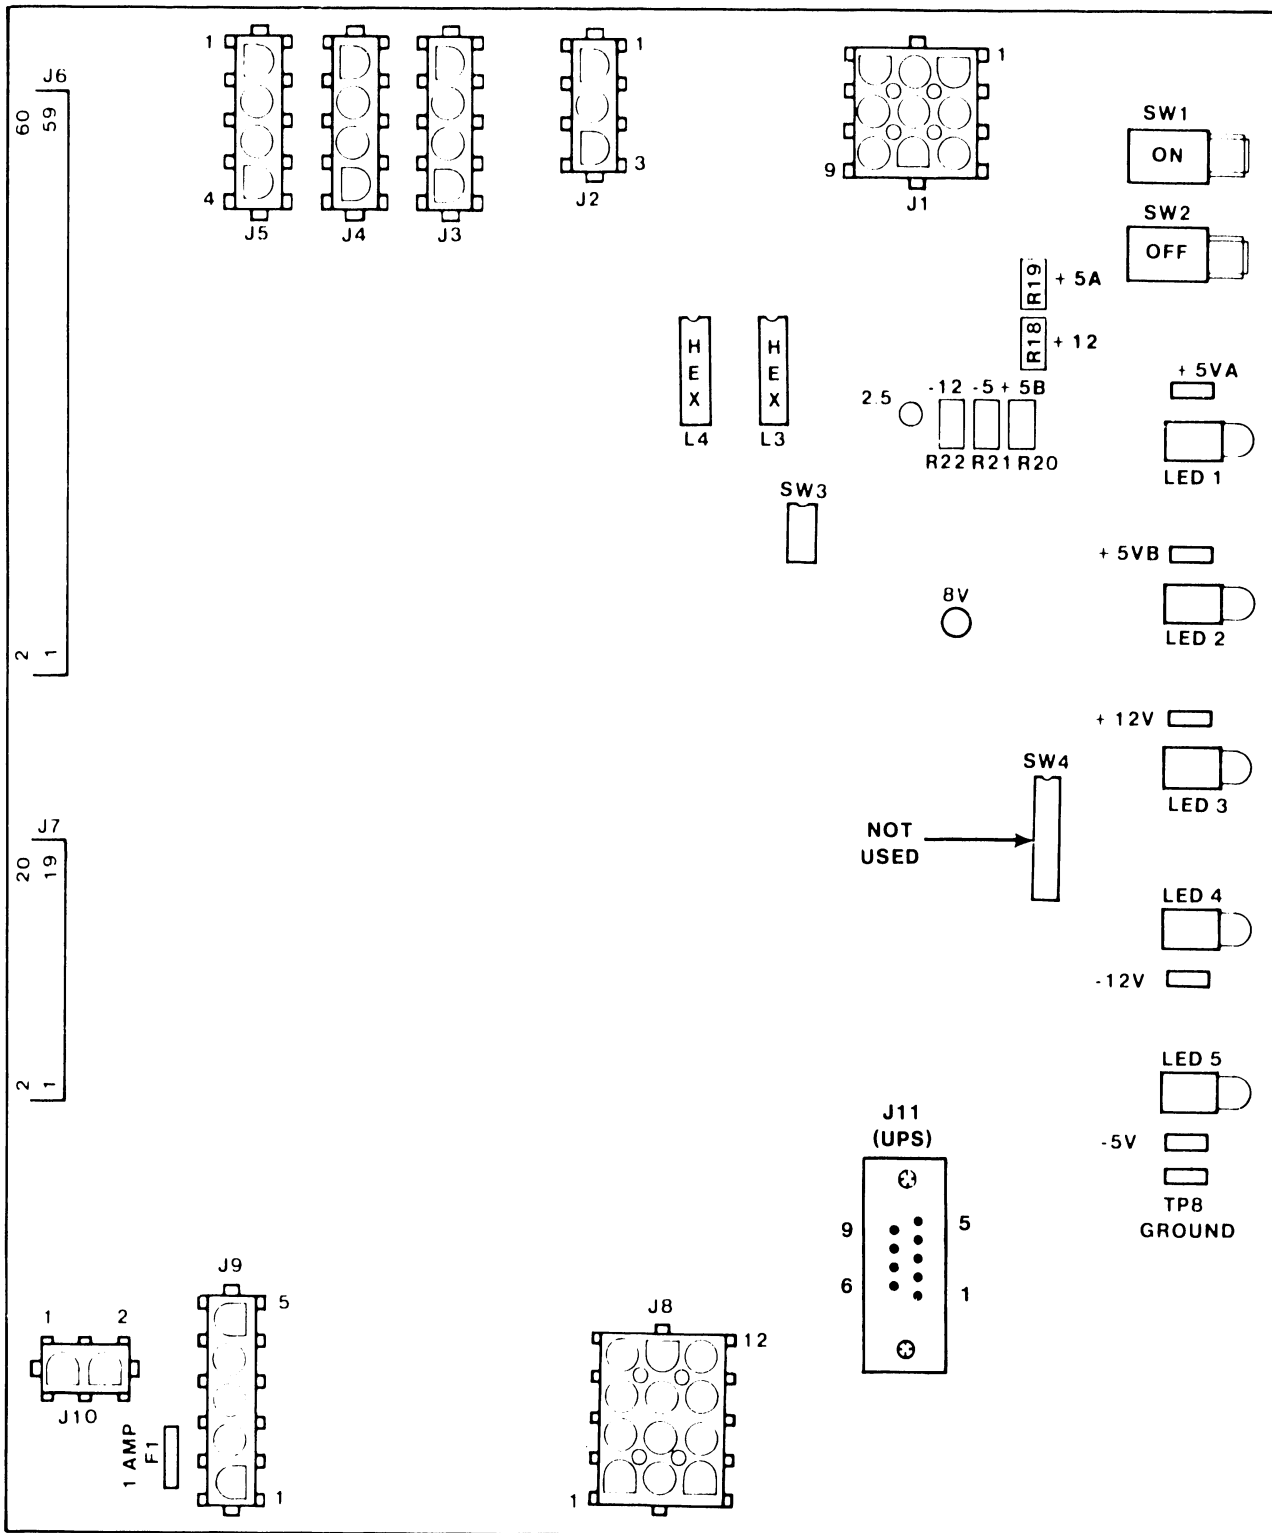 1
4
J5
J4
J3
1
3
J2
1
9
J1
J6
60
59
2
1
SW1
ON
SW2
OFF
R19
+ 5A
R18
+ 12
HEX
L4
HEX
L3
2.5
-12 -5 + 5B
R22 R21 R20
+ 5VA
LED 1
SW3
+ 5VB
LED 2
8V
+ 12V
LED 3
SW4
NOT
USED
J7
20
19
2
1
LED 4
-12V
LED 5
-5V
TP8
GROUND
J11
(UPS)
9
5
6
1
J9
5
1
1
2
J10
1 AMP
F1
J8
12
1